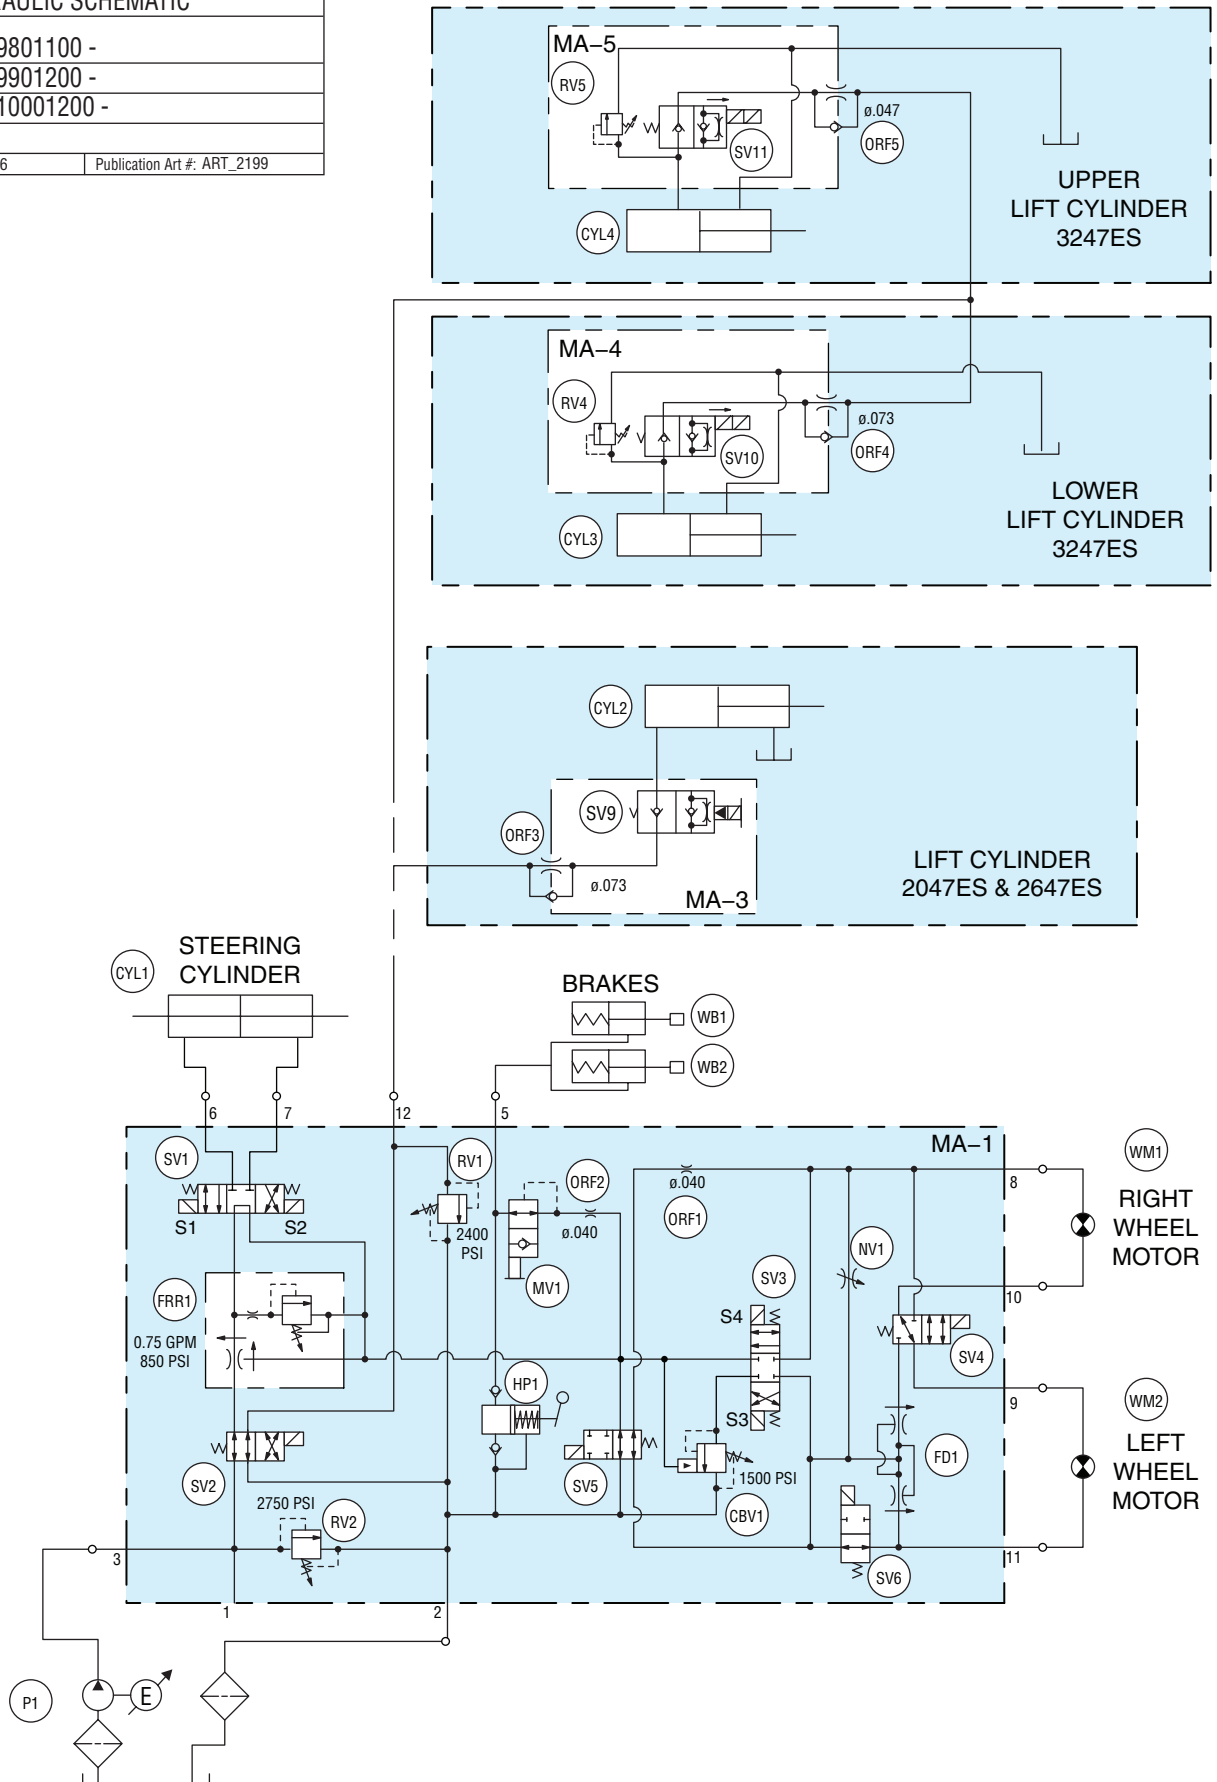 RAULIC SCHEMATIC
9801100 -
9901200 -
10001200 -
6
Publication Art #: ART_2199
MA–5
RV5
SV11
ø.047
ORF5
CYL4
UPPER
LIFT CYLINDER
3247ES
MA–4
RV4
SV10
ø.073
ORF4
CYL3
LOWER
LIFT CYLINDER
3247ES
CYL2
SV9
ORF3
ø.073
MA–3
LIFT CYLINDER
2047ES & 2647ES
STEERING
CYLINDER
CYL1
BRAKES
WB1
WB2
6
7
12
5
MA–1
SV1
S1
S2
RV1
2400
PSI
ORF2
ø.040
MV1
ø.040
ORF1
8
WM1
RIGHT
WHEEL
MOTOR
NV1
SV3
S4
S3
10
SV4
FRR1
0.75 GPM
850 PSI
HP1
9
WM2
LEFT
WHEEL
MOTOR
FD1
SV2
SV5
1500 PSI
CBV1
2750 PSI
RV2
3
11
SV6
1
2
P1
E